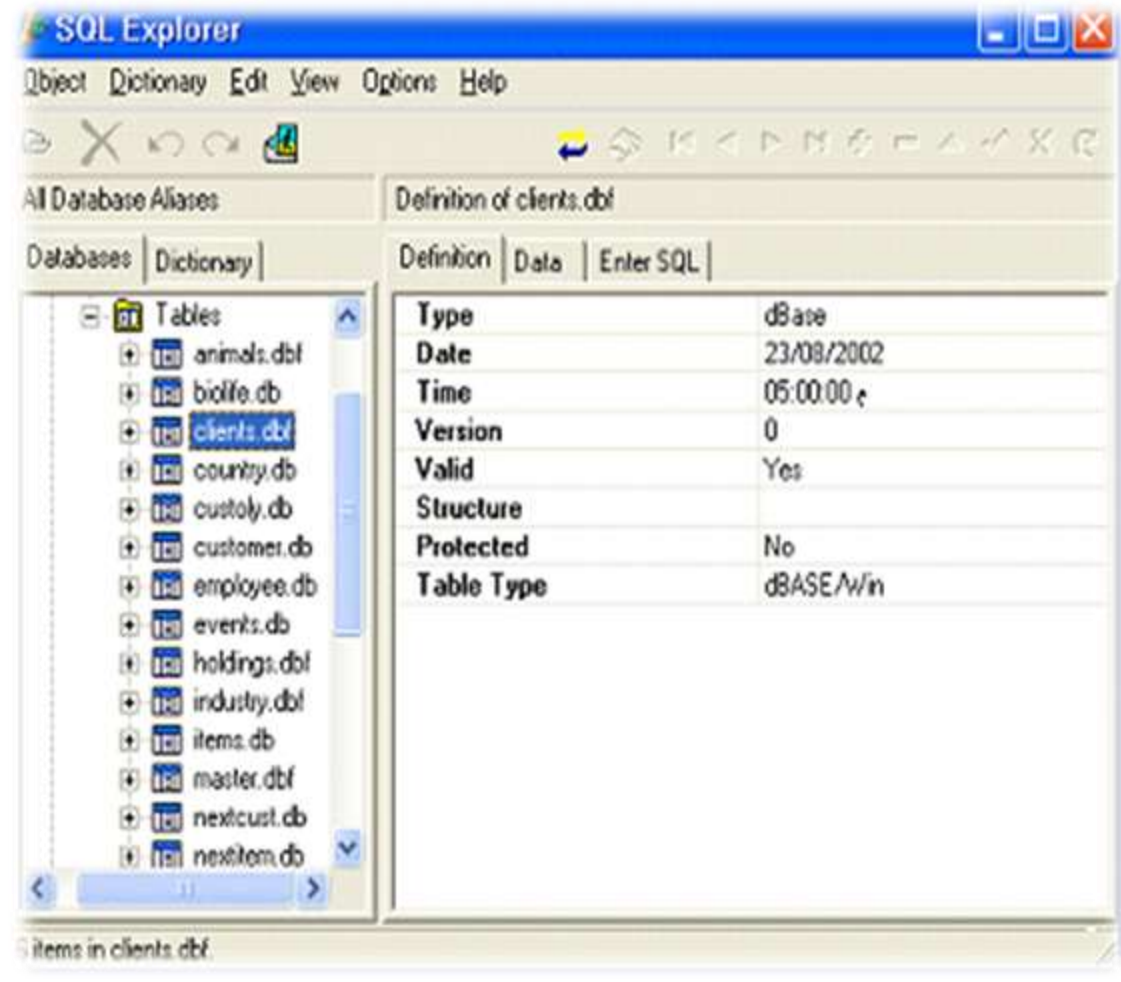 SQL Explorer
Object Dictionary Edit View Options Help
All Database Aliases
Definition of clients.dbf
Databases Dictionary
Definition Data Enter SQL
Tables
animals.dbf
biolife.db
clients.dbf
country.db
custoly.db
customer.db
employee.db
events.db
holdings.dbf
industry.dbf
items.db
master.dbf
nextcust.db
nextitem.db
Type dBase
Date 23/08/2002
Time 05:00:00 م
Version 0
Valid Yes
Structure
Protected No
Table Type dBASE/Win
items in clients.dbf.